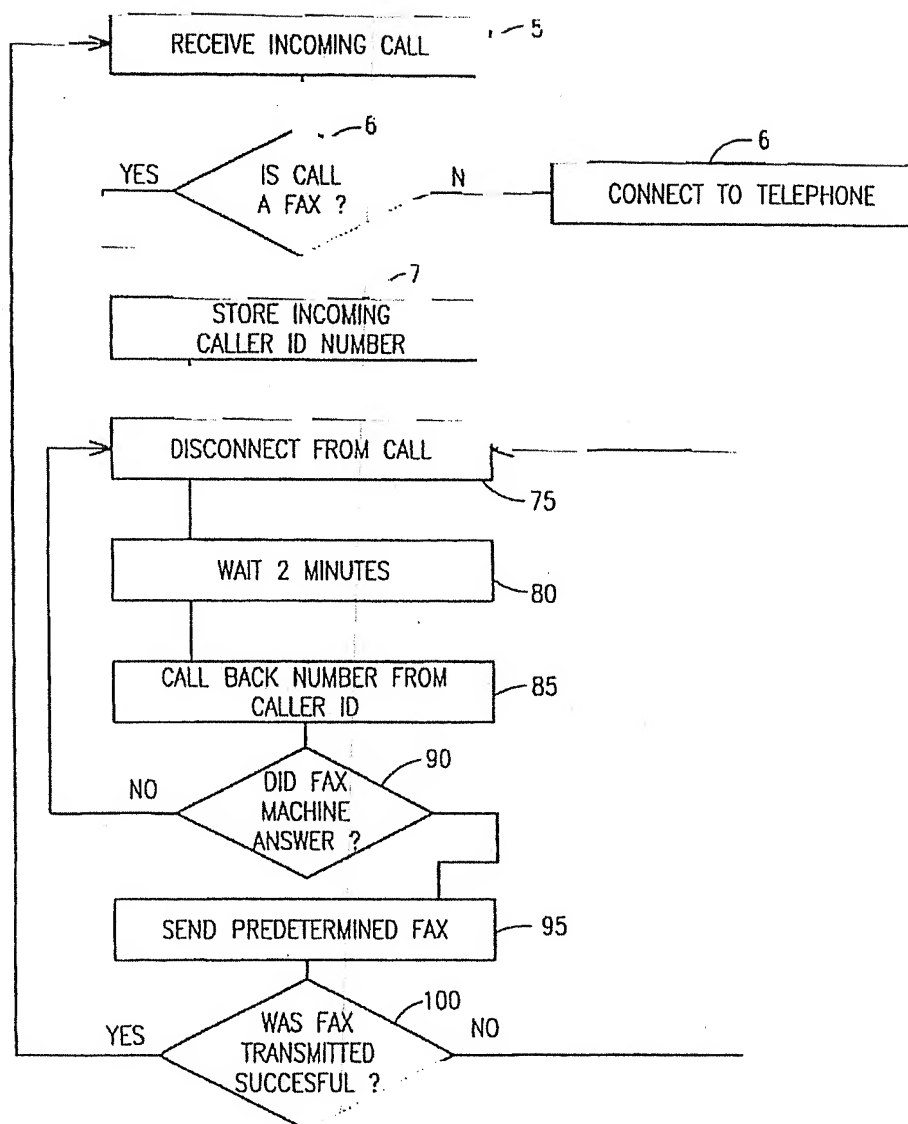 RECEIVE INCOMING CALL
5
6
YES
IS CALL
A FAX ?
N
6
CONNECT TO TELEPHONE
7
STORE INCOMING
CALLER ID NUMBER
DISCONNECT FROM CALL
75
WAIT 2 MINUTES
80
CALL BACK NUMBER FROM
CALLER ID
85
90
NO
DID FAX
MACHINE
ANSWER ?
SEND PREDETERMINED FAX
95
100
YES
WAS FAX
TRANSMITTED
SUCCESFUL ?
NO